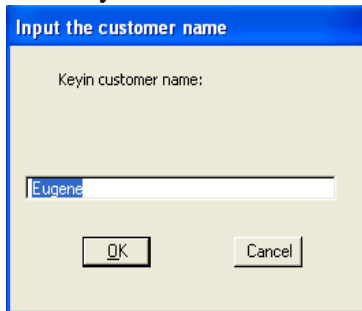 Input the customer name
Keyin customer name:
Eugene
OK
Cancel